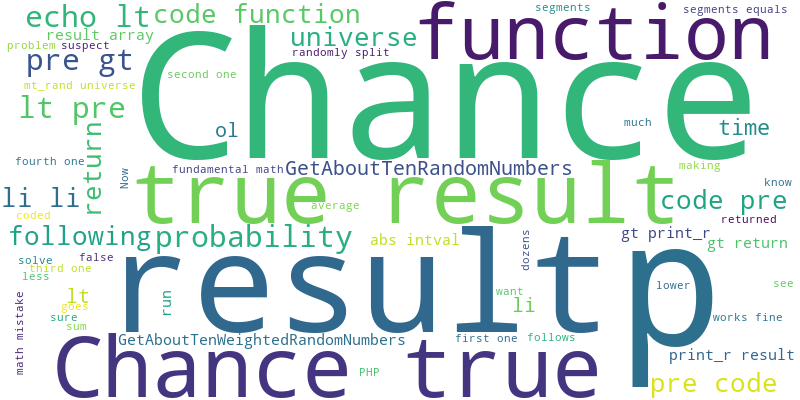 echo lt
code function
function
segments
segments equals
result array
problem
suspect
universe
randomly split
Chance
pre gt
second one
mt_rand universe
lt pre
ol
much
time
return
fourth one
Now
fundamental math
GetAboutTenRandomNumbers
making
know
li li
true result
code pre
coded
average
returned
following
probability
abs intval
gt print_r
gt return
dozens
solve
false
result
p
third one
less
lower
see
lt
run
want
li
goes
sure
sum
works fine
math mistake
GetAboutTenWeightedRandomNumbers
first one
follows
Chance true
print_r result
PHP
pre code